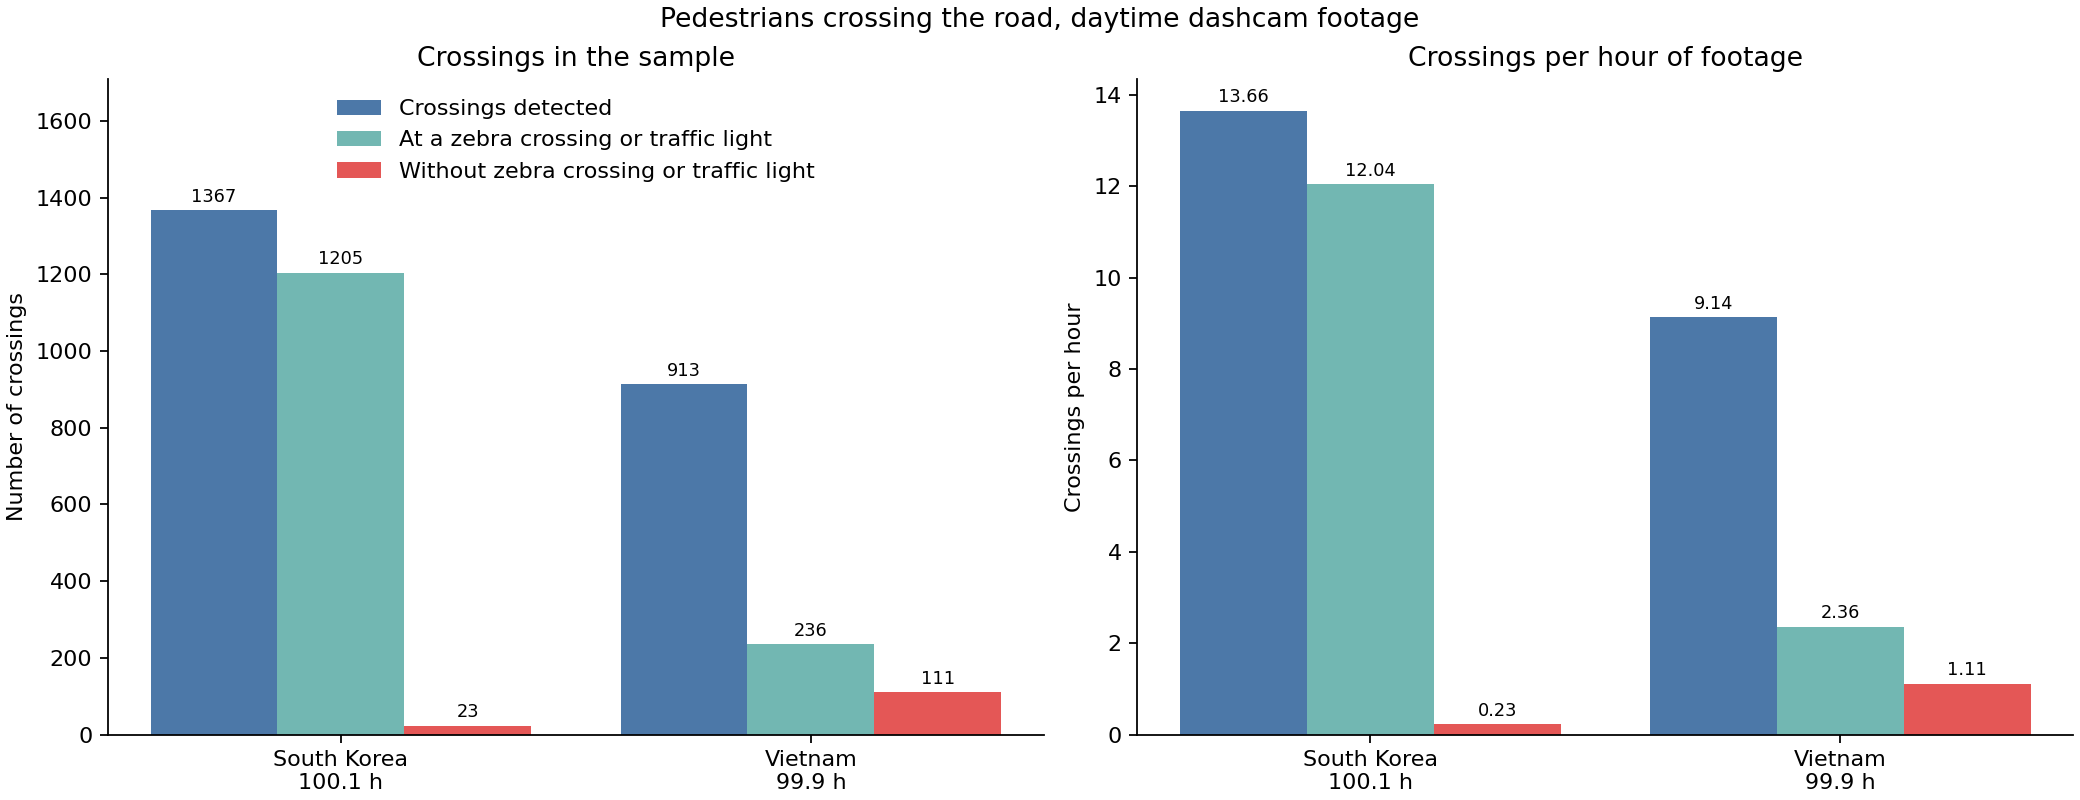 Pedestrians crossing the road, daytime dashcam footage
Crossings in the sample
Number of crossings
1600
1400
1200
1000
800
600
400
200
0
Crossings detected
At a zebra crossing or traffic light
Without zebra crossing or traffic light
1367
1205
23
913
236
111
South Korea
100.1 h
Vietnam
99.9 h
Crossings per hour of footage
Crossings per hour
14
12
10
8
6
4
2
0
13.66
12.04
0.23
9.14
2.36
1.11
South Korea
100.1 h
Vietnam
99.9 h